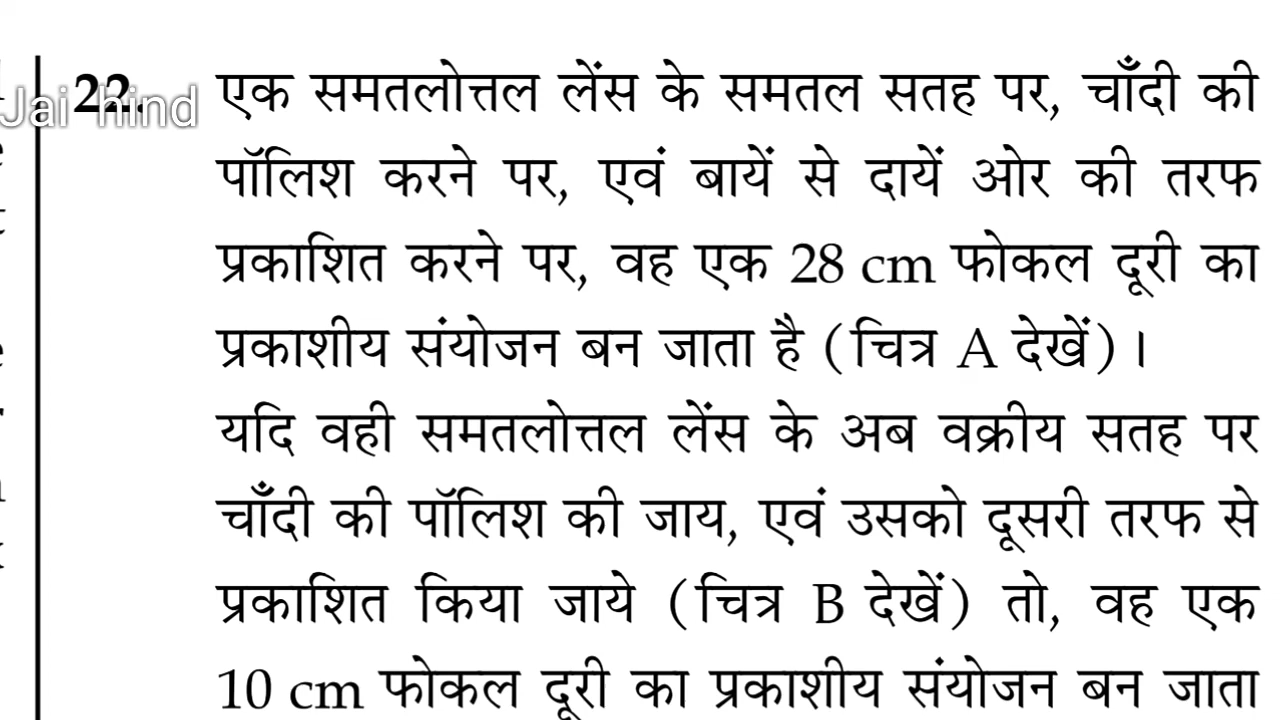 22. एक समतलोत्तल लेंस के समतल सतह पर, चाँदी की
Jai hind
पॉलिश करने पर, एवं बायें से दायें ओर की तरफ
प्रकाशित करने पर, वह एक 28 cm फोकल दूरी का
प्रकाशीय संयोजन बन जाता है (चित्र A देखें)।
यदि वही समतलोत्तल लेंस के अब वक्रीय सतह पर
चाँदी की पॉलिश की जाय, एवं उसको दूसरी तरफ से
प्रकाशित किया जाये (चित्र B देखें) तो, वह एक
10 cm फोकल दूरी का प्रकाशीय संयोजन बन जाता